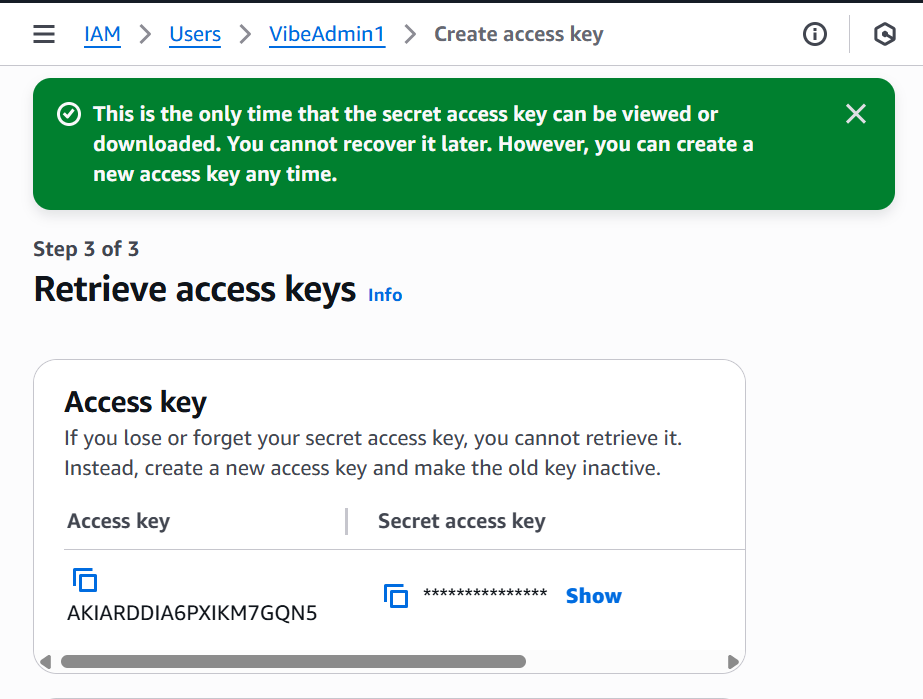 IAM > Users > VibeAdmin1 > Create access key
This is the only time that the secret access key can be viewed or
downloaded. You cannot recover it later. However, you can create a
new access key any time.
Step 3 of 3
Retrieve access keys Info
Access key
If you lose or forget your secret access key, you cannot retrieve it.
Instead, create a new access key and make the old key inactive.
Access key | Secret access key
AKIARDDIA6PXIKM7GQN5
*************** Show